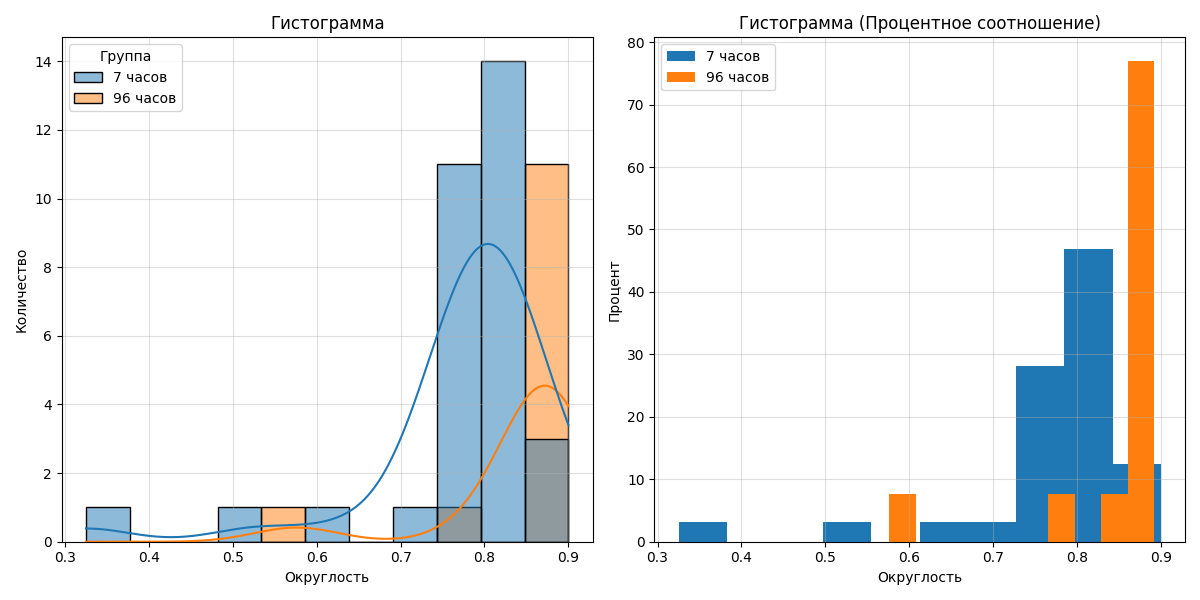 Гистограмма
Группа
7 часов
96 часов
Количество
14
12
10
8
6
4
2
0
0.3 0.4 0.5 0.6 0.7 0.8 0.9
Округлость
Гистограмма (Процентное соотношение)
7 часов
96 часов
Процент
80
70
60
50
40
30
20
10
0
0.3 0.4 0.5 0.6 0.7 0.8 0.9
Округлость